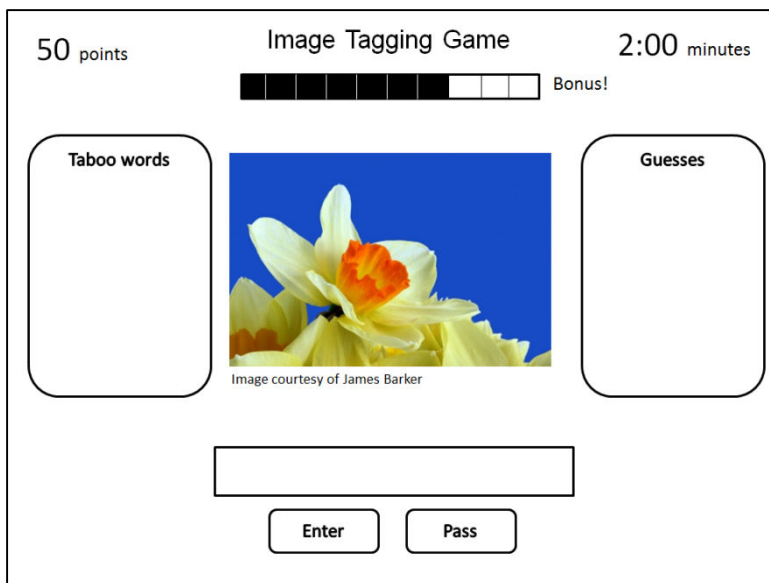 50 points
Image Tagging Game
2:00 minutes
Bonus!
Taboo words
Guesses
Image courtesy of James Barker
Enter
Pass